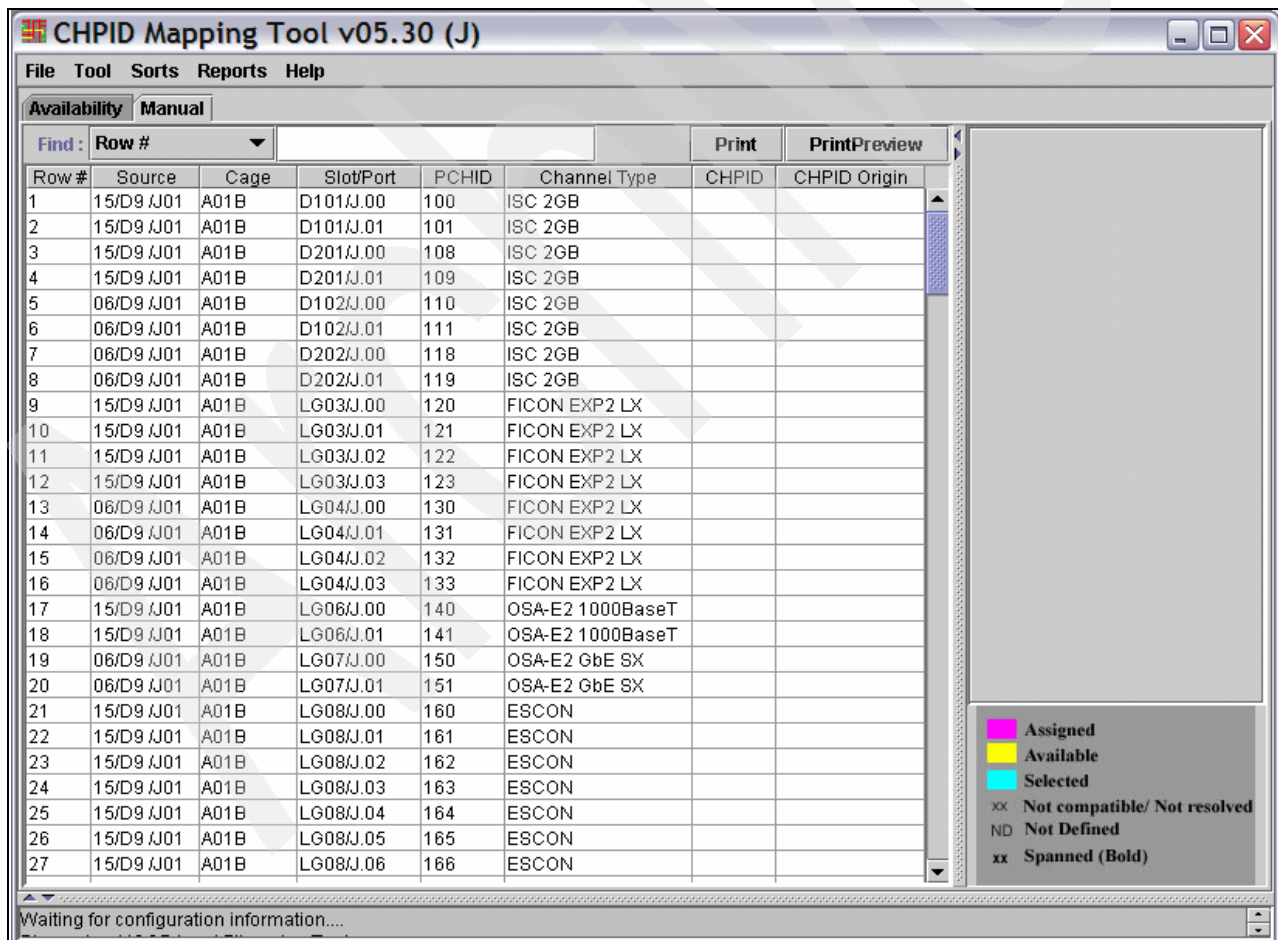 CHPID Mapping Tool v05.30 (J)
File Tool Sorts Reports Help
Availability Manual
Find : Row # Print PrintPreview
Row # Source Cage Slot/Port PCHID Channel Type CHPID CHPID Origin
1 15/D9 /J01 A01B D101/J.00 100 ISC 2GB
2 15/D9 /J01 A01B D101/J.01 101 ISC 2GB
3 15/D9 /J01 A01B D201/J.00 108 ISC 2GB
4 15/D9 /J01 A01B D201/J.01 109 ISC 2GB
5 06/D9 /J01 A01B D102/J.00 110 ISC 2GB
6 06/D9 /J01 A01B D102/J.01 111 ISC 2GB
7 06/D9 /J01 A01B D202/J.00 118 ISC 2GB
8 06/D9 /J01 A01B D202/J.01 119 ISC 2GB
9 15/D9 /J01 A01B LG03/J.00 120 FICON EXP2 LX
10 15/D9 /J01 A01B LG03/J.01 121 FICON EXP2 LX
11 15/D9 /J01 A01B LG03/J.02 122 FICON EXP2 LX
12 15/D9 /J01 A01B LG03/J.03 123 FICON EXP2 LX
13 06/D9 /J01 A01B LG04/J.00 130 FICON EXP2 LX
14 06/D9 /J01 A01B LG04/J.01 131 FICON EXP2 LX
15 06/D9 /J01 A01B LG04/J.02 132 FICON EXP2 LX
16 06/D9 /J01 A01B LG04/J.03 133 FICON EXP2 LX
17 15/D9 /J01 A01B LG06/J.00 140 OSA-E2 1000BaseT
18 15/D9 /J01 A01B LG06/J.01 141 OSA-E2 1000BaseT
19 06/D9 /J01 A01B LG07/J.00 150 OSA-E2 GbE SX
20 06/D9 /J01 A01B LG07/J.01 151 OSA-E2 GbE SX
21 15/D9 /J01 A01B LG08/J.00 160 ESCON
22 15/D9 /J01 A01B LG08/J.01 161 ESCON
23 15/D9 /J01 A01B LG08/J.02 162 ESCON
24 15/D9 /J01 A01B LG08/J.03 163 ESCON
25 15/D9 /J01 A01B LG08/J.04 164 ESCON
26 15/D9 /J01 A01B LG08/J.05 165 ESCON
27 15/D9 /J01 A01B LG08/J.06 166 ESCON
Assigned
Available
Selected
xx Not compatible/ Not resolved
ND Not Defined
xx Spanned (Bold)
Waiting for configuration information....